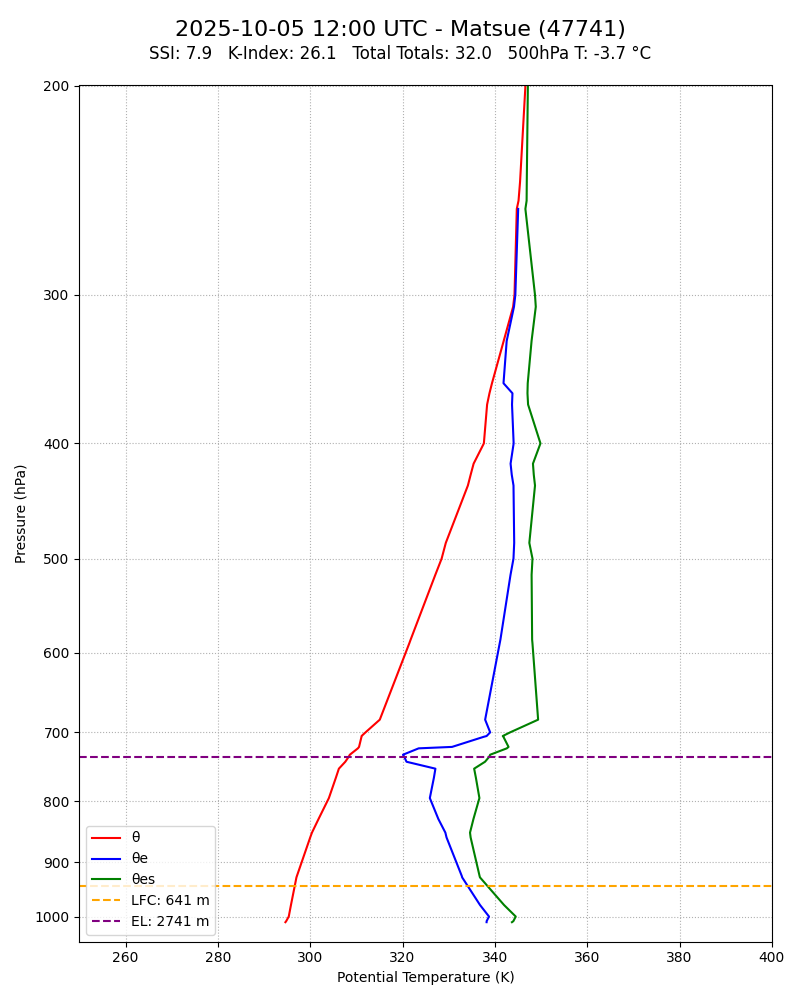 2025-10-05 12:00 UTC - Matsue (47741)
SSI: 7.9   K-Index: 26.1   Total Totals: 32.0   500hPa T: -3.7 °C
200
300
400
500
600
700
800
900
1000
Pressure (hPa)
θ
θe
θes
LFC: 641 m
EL: 2741 m
260 280 300 320 340 360 380 400
Potential Temperature (K)